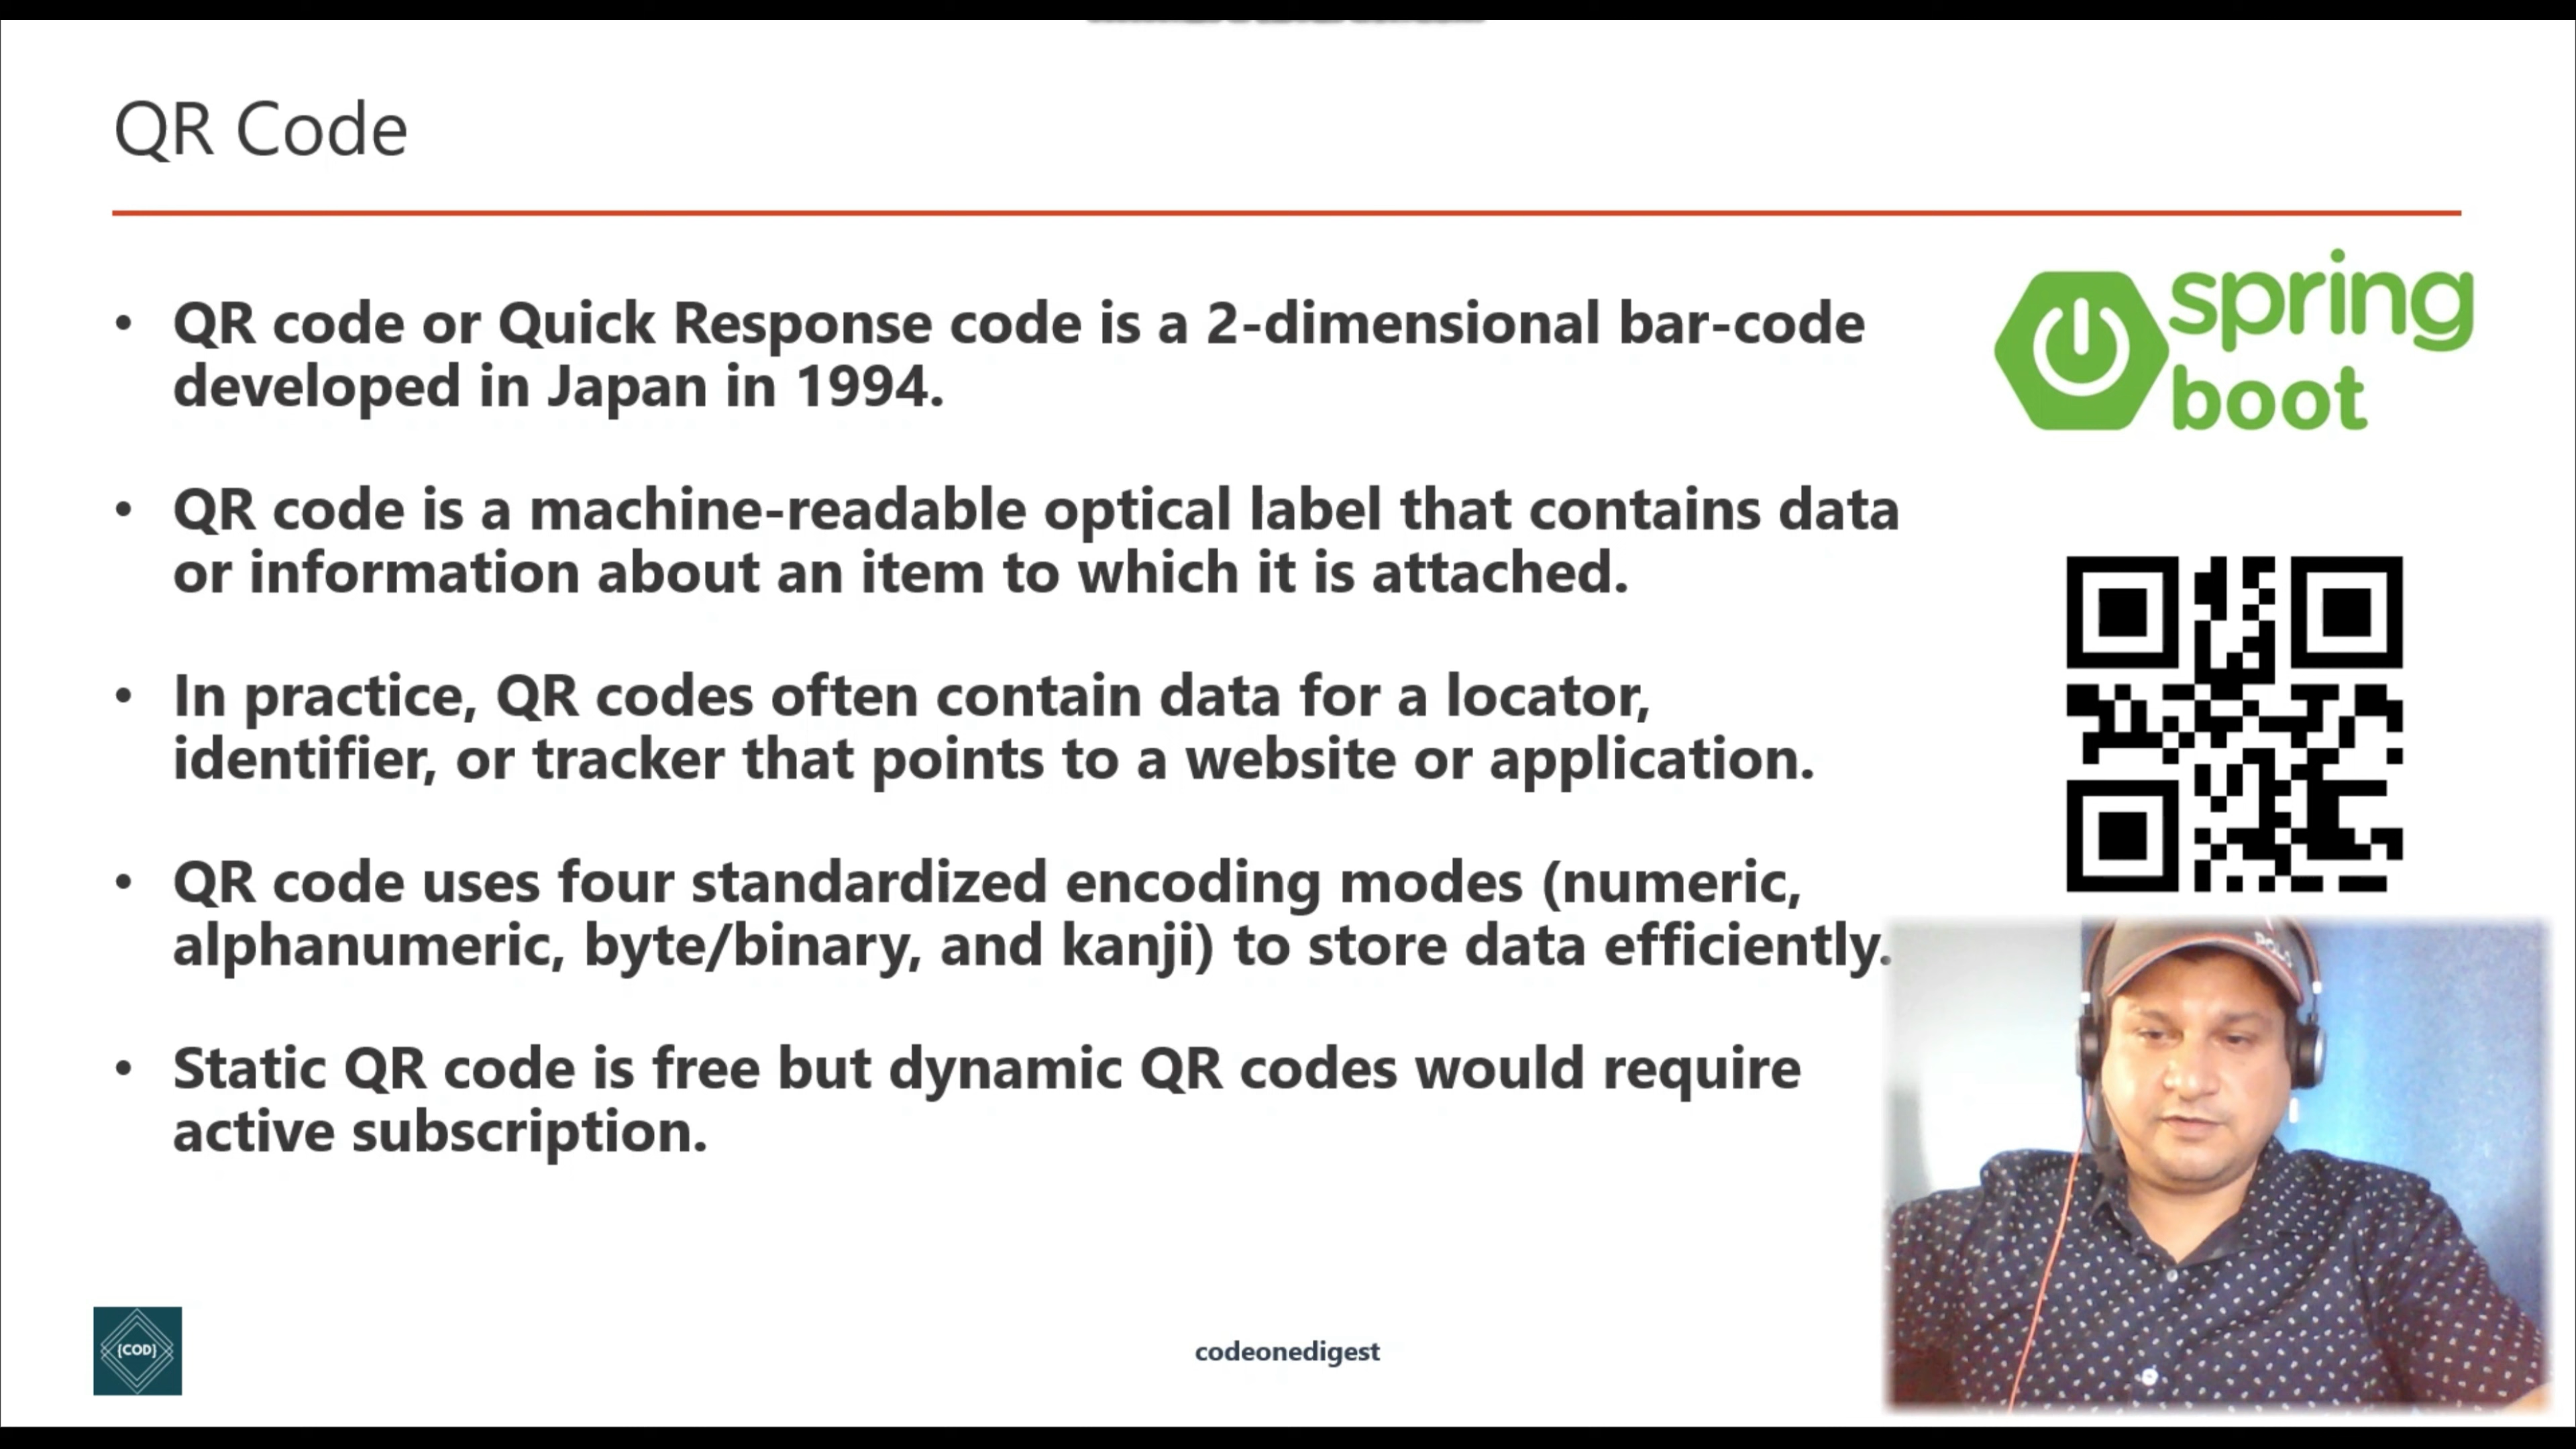 QR Code
• QR code or Quick Response code is a 2-dimensional bar-code
developed in Japan in 1994.
• QR code is a machine-readable optical label that contains data
or information about an item to which it is attached.
• In practice, QR codes often contain data for a locator,
identifier, or tracker that points to a website or application.
• QR code uses four standardized encoding modes (numeric,
alphanumeric, byte/binary, and kanji) to store data efficiently.
• Static QR code is free but dynamic QR codes would require
active subscription.
spring
boot
POLO
{COD}
codeonedigest